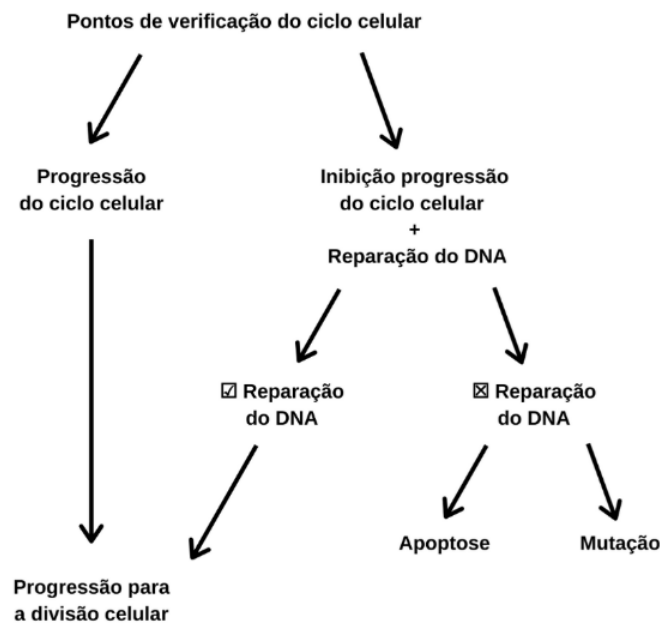 Pontos de verificação do ciclo celular
Progressão
do ciclo celular
Inibição progressão
do ciclo celular
+
Reparação do DNA
☑ Reparação
do DNA
☒ Reparação
do DNA
Apoptose
Mutação
Progressão para
a divisão celular